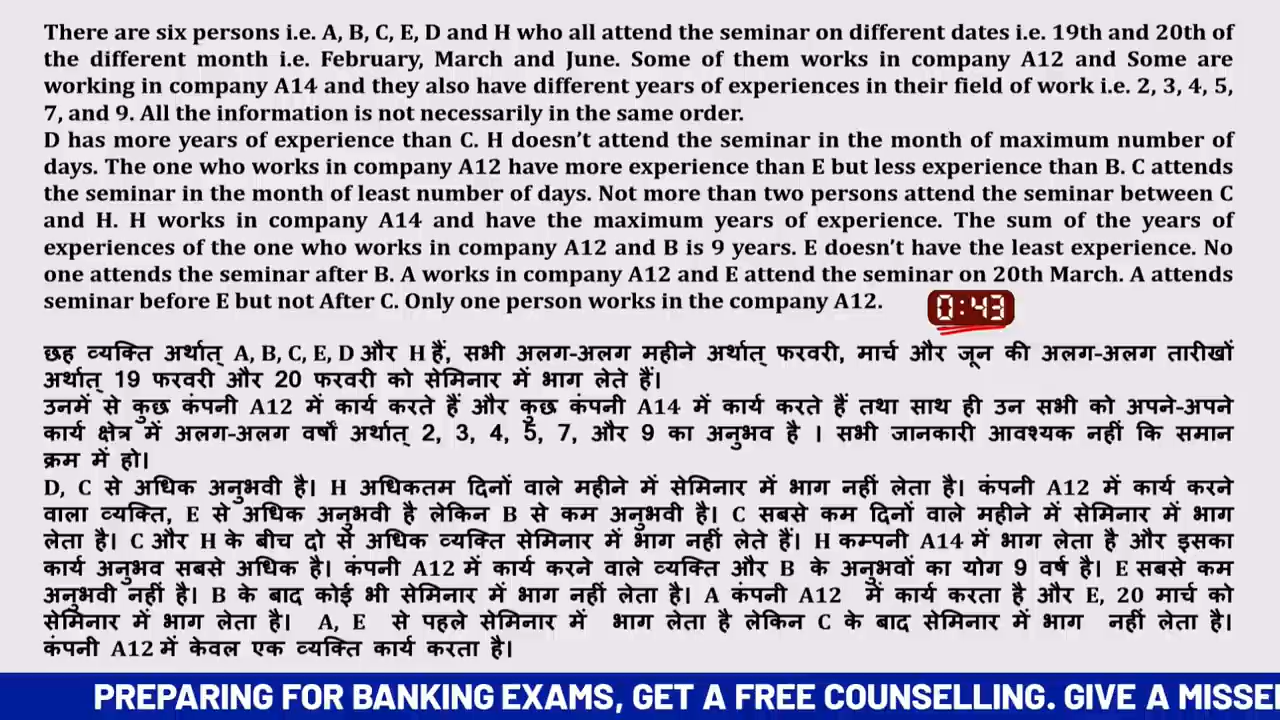 There are six persons i.e. A, B, C, E, D and H who all attend the seminar on different dates i.e. 19th and 20th of
the different month i.e. February, March and June. Some of them works in company A12 and Some are
working in company A14 and they also have different years of experiences in their field of work i.e. 2, 3, 4, 5,
7, and 9. All the information is not necessarily in the same order.
D has more years of experience than C. H doesn’t attend the seminar in the month of maximum number of
days. The one who works in company A12 have more experience than E but less experience than B. C attends
the seminar in the month of least number of days. Not more than two persons attend the seminar between C
and H. H works in company A14 and have the maximum years of experience. The sum of the years of
experiences of the one who works in company A12 and B is 9 years. E doesn’t have the least experience. No
one attends the seminar after B. A works in company A12 and E attend the seminar on 20th March. A attends
seminar before E but not After C. Only one person works in the company A12.
0:43
छह व्यक्ति अर्थात् A, B, C, E, D और H हैं, सभी अलग-अलग महीने अर्थात् फरवरी, मार्च और जून की अलग-अलग तारीखों
अर्थात् 19 फरवरी और 20 फरवरी को सेमिनार में भाग लेते हैं।
उनमें से कुछ कंपनी A12 में कार्य करते हैं और कुछ कंपनी A14 में कार्य करते हैं तथा साथ ही उन सभी को अपने-अपने
कार्य क्षेत्र में अलग-अलग वर्षों अर्थात् 2, 3, 4, 5, 7, और 9 का अनुभव है । सभी जानकारी आवश्यक नहीं कि समान
क्रम में हो।
D, C से अधिक अनुभवी है। H अधिकतम दिनों वाले महीने में सेमिनार में भाग नहीं लेता है। कंपनी A12 में कार्य करने
वाला व्यक्ति, E से अधिक अनुभवी है लेकिन B से कम अनुभवी है। C सबसे कम दिनों वाले महीने में सेमिनार में भाग
लेता है। C और H के बीच दो से अधिक व्यक्ति सेमिनार में भाग नहीं लेते हैं। H कम्पनी A14 में भाग लेता है और इसका
कार्य अनुभव सबसे अधिक है। कंपनी A12 में कार्य करने वाले व्यक्ति और B के अनुभवों का योग 9 वर्ष है। E सबसे कम
अनुभवी नहीं है। B के बाद कोई भी सेमिनार में भाग नहीं लेता है। A कंपनी A12 में कार्य करता है और E, 20 मार्च को
सेमिनार में भाग लेता है। A, E से पहले सेमिनार में भाग लेता है लेकिन C के बाद सेमिनार में भाग नहीं लेता है।
कंपनी A12 में केवल एक व्यक्ति कार्य करता है।
PREPARING FOR BANKING EXAMS, GET A FREE COUNSELLING. GIVE A MISSE